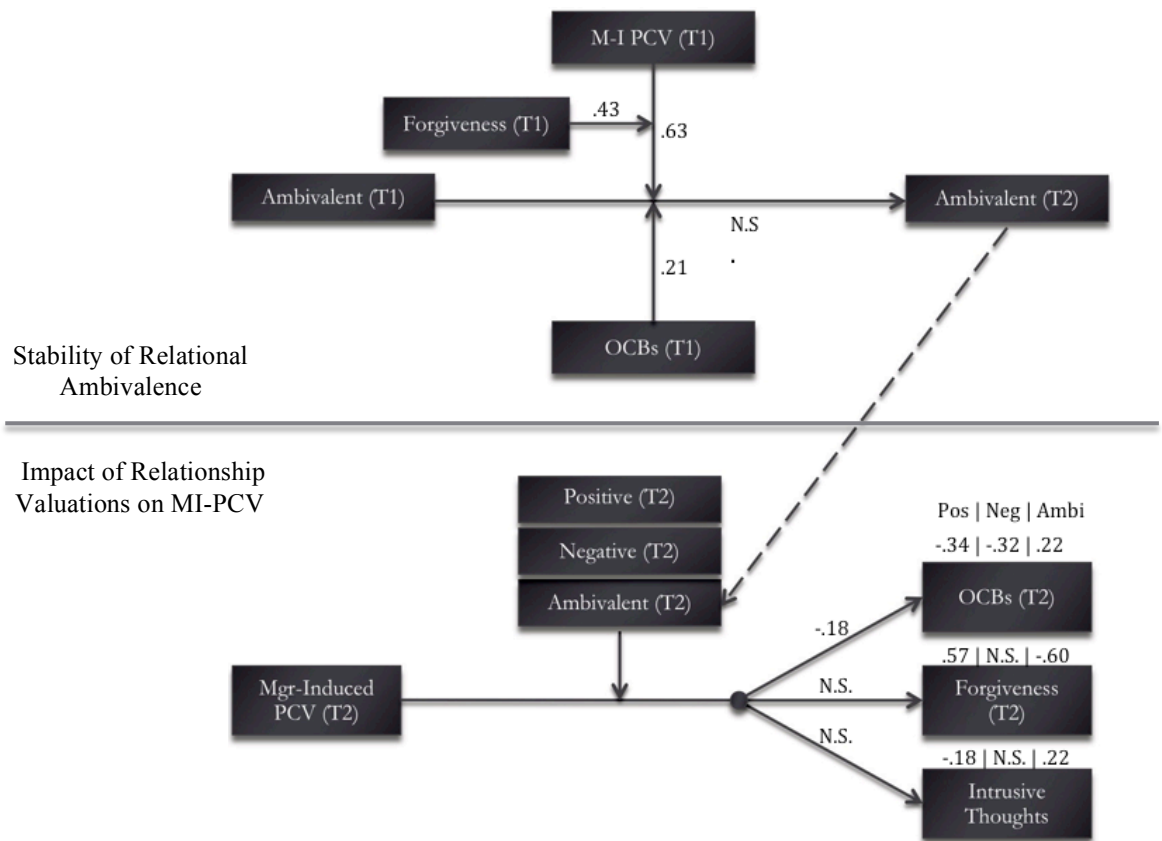 M-I PCV (T1)
.43
Forgiveness (T1)
.63
Ambivalent (T1)
Ambivalent (T2)
N.S
.
.21
OCBs (T1)
Stability of Relational
Ambivalence
Impact of Relationship
Valuations on MI-PCV
Positive (T2)
Negative (T2)
Ambivalent (T2)
Pos | Neg | Ambi
-.34 | -.32 | .22
OCBs (T2)
-.18
.57 | N.S. | -.60
Mgr-Induced
PCV (T2)
N.S.
Forgiveness
(T2)
N.S.
-.18 | N.S. | .22
Intrusive
Thoughts